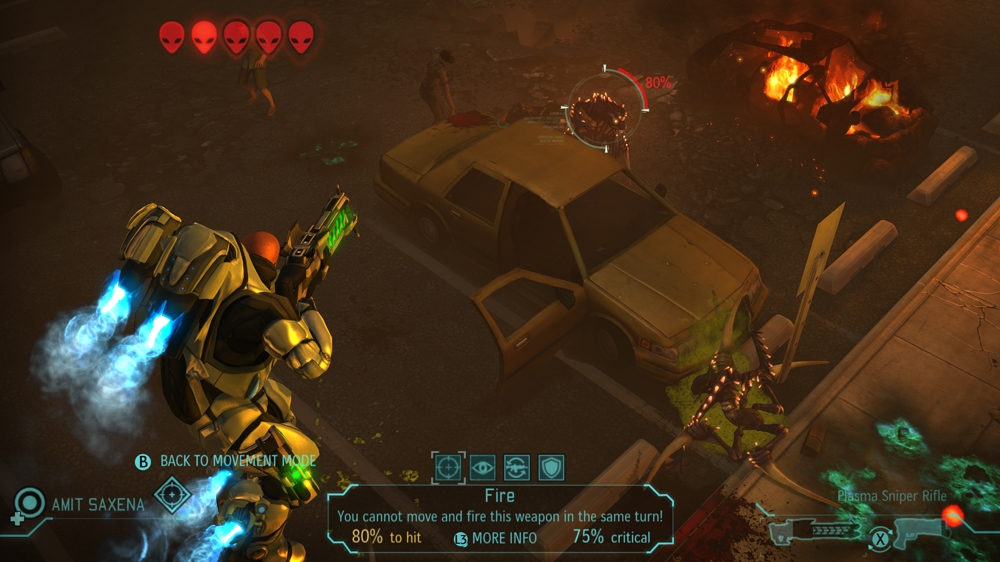 80%
B BACK TO MOVEMENT MODE
AMIT SAXENA
Fire
You cannot move and fire this weapon in the same turn!
80% to hit L3 MORE INFO 75% critical
Plasma Sniper Rifle
X